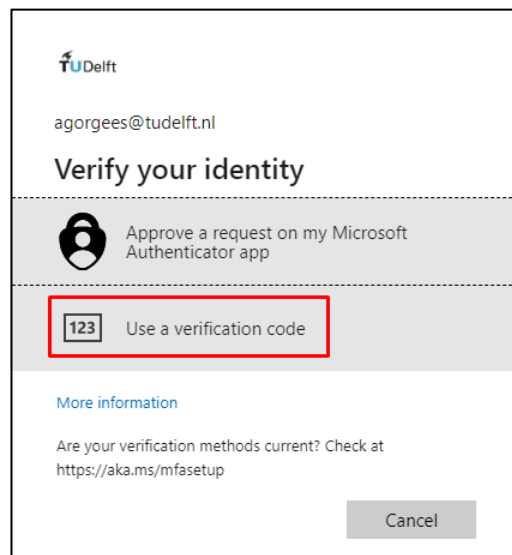 TUDelft
agorgees@tudelft.nl
Verify your identity
Approve a request on my Microsoft
Authenticator app
123
Use a verification code
More information
Are your verification methods current? Check at
https://aka.ms/mfasetup
Cancel